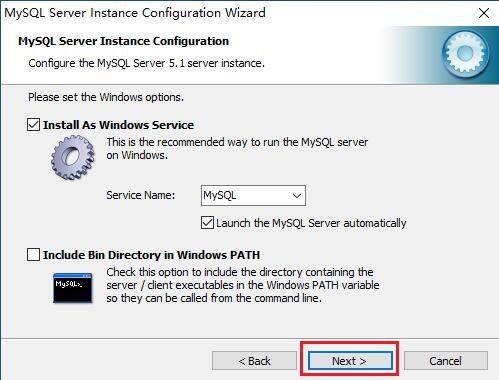 MySQL Server Instance Configuration Wizard
MySQL Server Instance Configuration
Configure the MySQL Server 5.1 server instance.
Please set the Windows options.
Install As Windows Service
This is the recommended way to run the MySQL server
on Windows.
Service Name:
MySQL
Launch the MySQL Server automatically
Include Bin Directory in Windows PATH
MySQL>_
Check this option to include the directory containing the
server / client executables in the Windows PATH variable
so they can be called from the command line.
< Back
Next >
Cancel